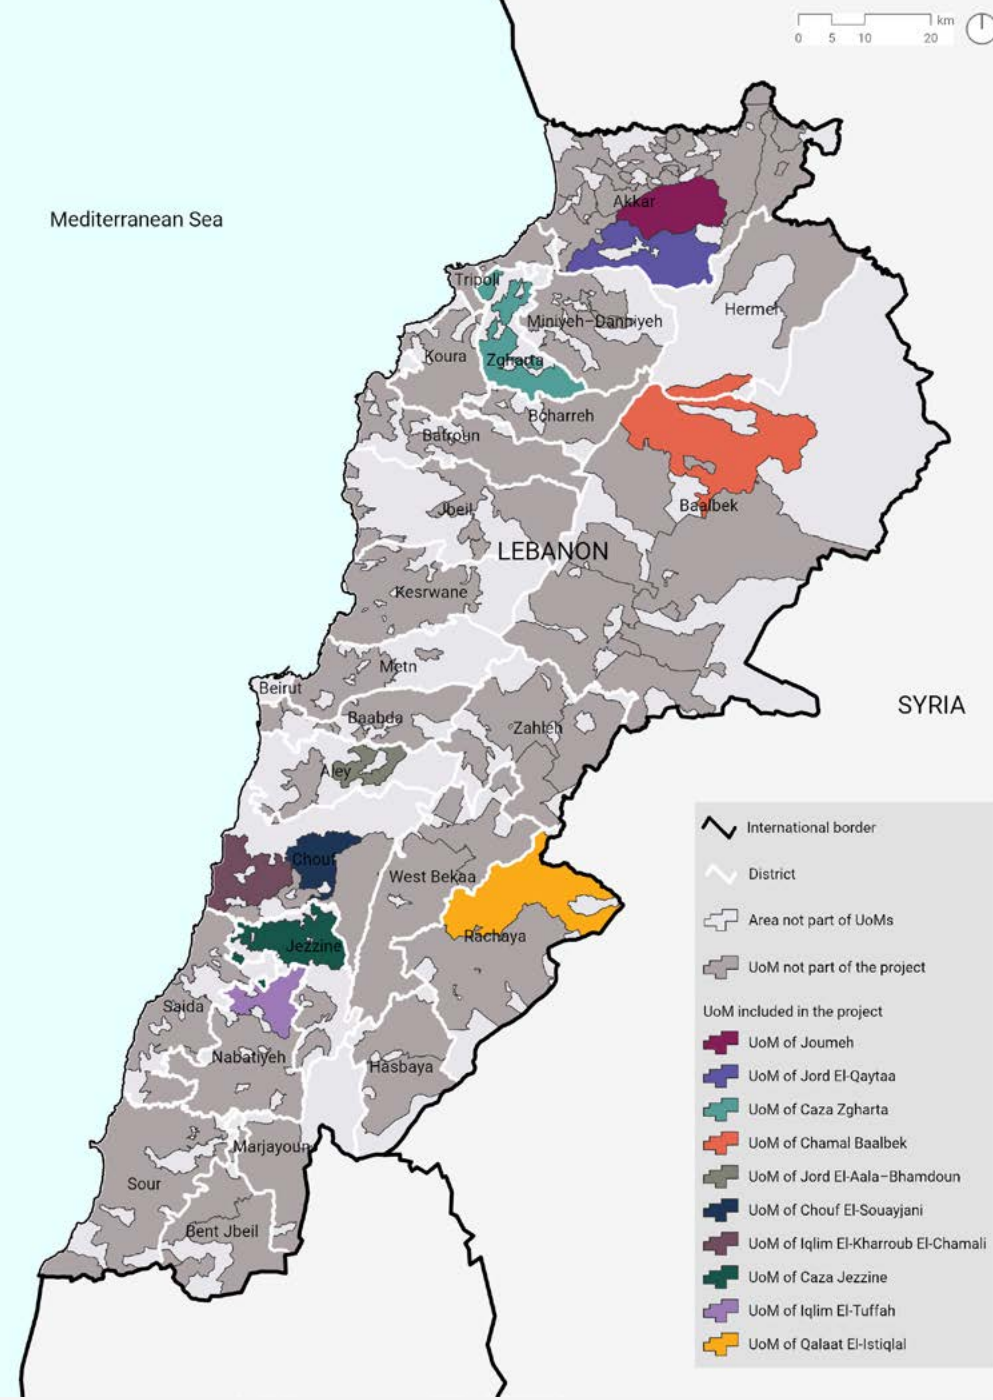 km
0 5 10 20
Mediterranean Sea
Akkar
Tripoli
Hermel
Miniyeh–Danniyeh
Koura
Zgharta
Bcharreh
Batroun
Baalbek
Jbeil
LEBANON
Kesrwane
Metn
Beirut
SYRIA
Baabda
Zahleh
Aley
Chouf
West Bekaa
Rachaya
Jezzine
Saida
Nabatiyeh
Hasbaya
Marjayoun
Sour
Bent Jbeil
International border
District
Area not part of UoMs
UoM not part of the project
UoM included in the project
UoM of Joumeh
UoM of Jord El-Qaytaa
UoM of Caza Zgharta
UoM of Chamal Baalbek
UoM of Jord El-Aala–Bhamdoun
UoM of Chouf El-Souayjani
UoM of Iqlim El-Kharroub El-Chamali
UoM of Caza Jezzine
UoM of Iqlim El-Tuffah
UoM of Qalaat El-Istiqlal